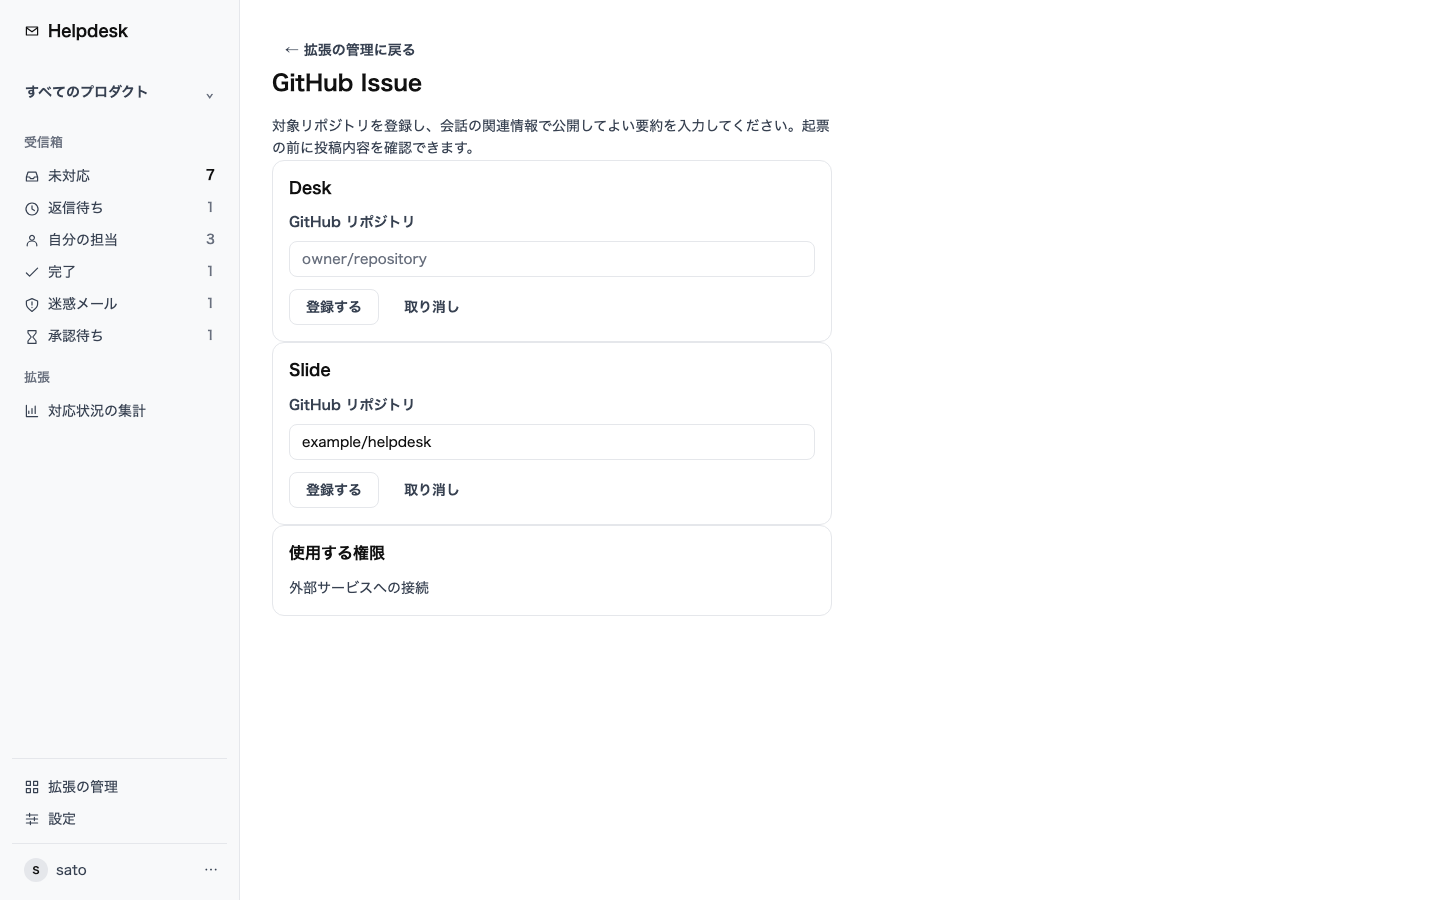 Helpdesk
すべてのプロダクト
受信箱
未対応 7
返信待ち 1
自分の担当 3
完了 1
迷惑メール 1
承認待ち 1
拡張
対応状況の集計
拡張の管理
設定
S sato ...
← 拡張の管理に戻る
GitHub Issue
対象リポジトリを登録し、会話の関連情報で公開してよい要約を入力してください。起票
の前に投稿内容を確認できます。
Desk
GitHub リポジトリ
owner/repository
登録する 取り消し
Slide
GitHub リポジトリ
example/helpdesk
登録する 取り消し
使用する権限
外部サービスへの接続